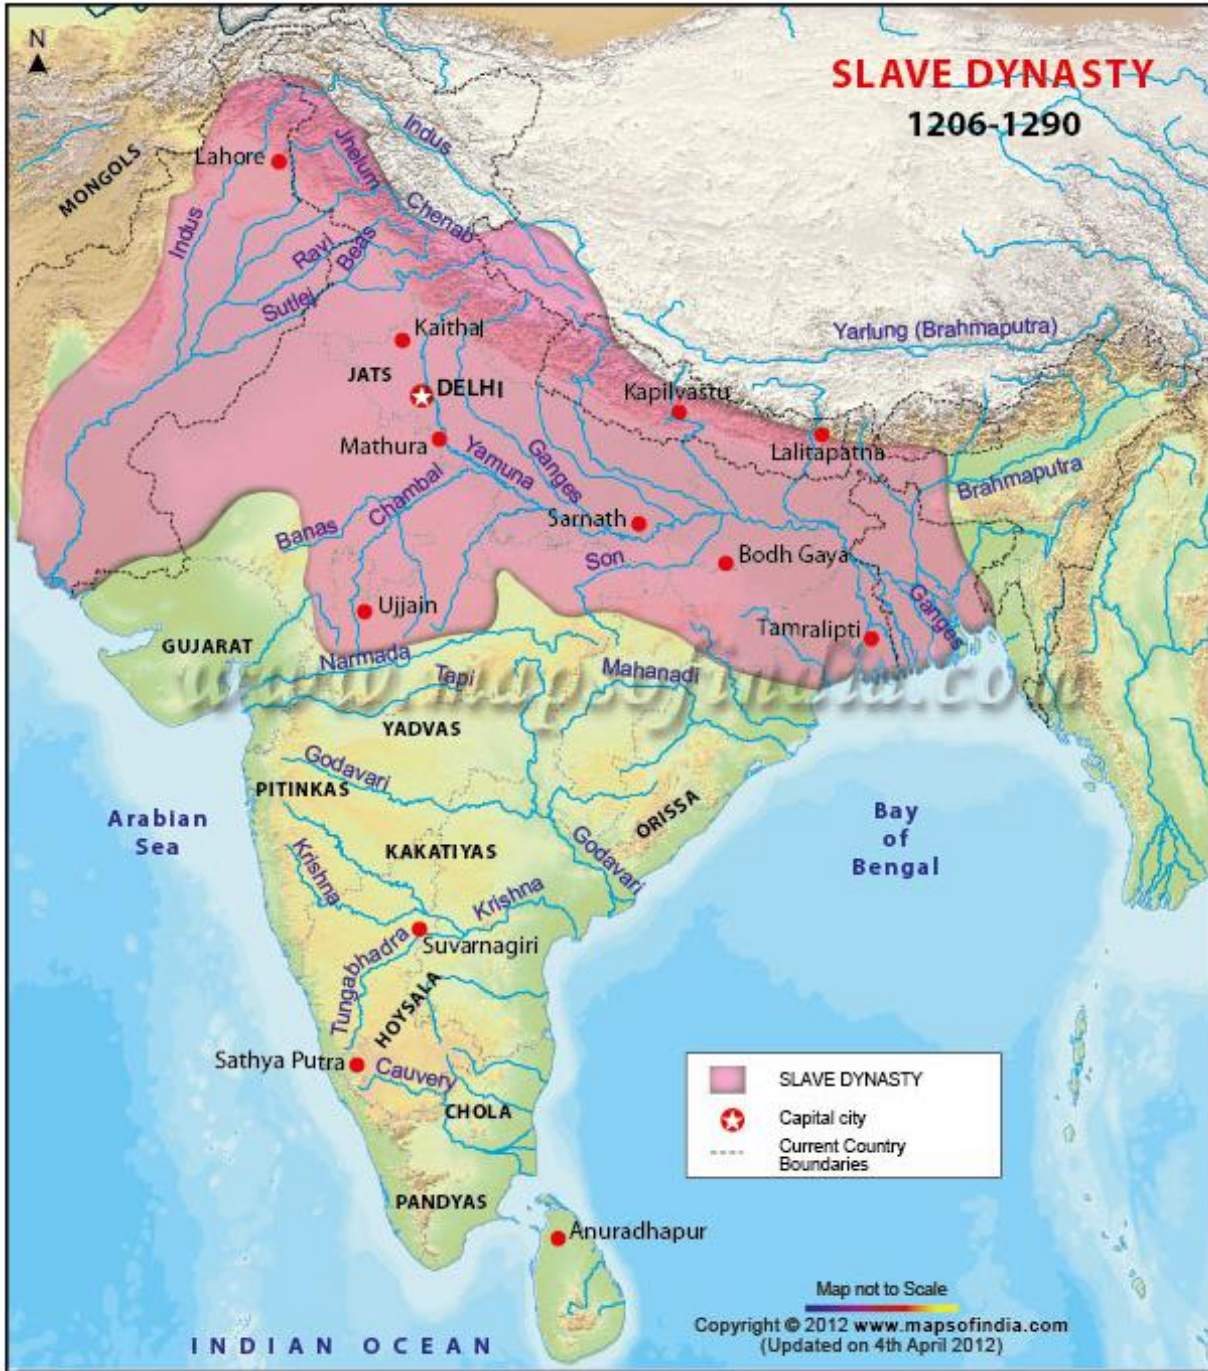 N
SLAVE DYNASTY
1206-1290
MONGOLS
Lahore
Jhelum
Indus
Indus
Chenab
Ravi
Beas
Sutlej
Kaithal
JATS
DELHI
Yarlung (Brahmaputra)
Kapilvastu
Mathura
Lalitapatna
Yamuna
Ganges
Chambal
Brahmaputra
Banas
Sarnath
Son
Bodh Gaya
Ujjain
Ganges
Tamralipti
GUJARAT
Narmada
Tapi
Mahanadi
www.mapsofindia.com
YADVAS
Godavari
PITINKAS
ORISSA
Arabian
Sea
Bay
of
Bengal
KAKATIYAS
Godavari
Krishna
Krishna
Suvarnagiri
Tungabhadra
HOYSALA
Sathya Putra
Cauvery
CHOLA
SLAVE DYNASTY
Capital city
Current Country
Boundaries
PANDYAS
Anuradhapur
Map not to Scale
Copyright © 2012 www.mapsofindia.com
(Updated on 4th April 2012)
INDIAN OCEAN